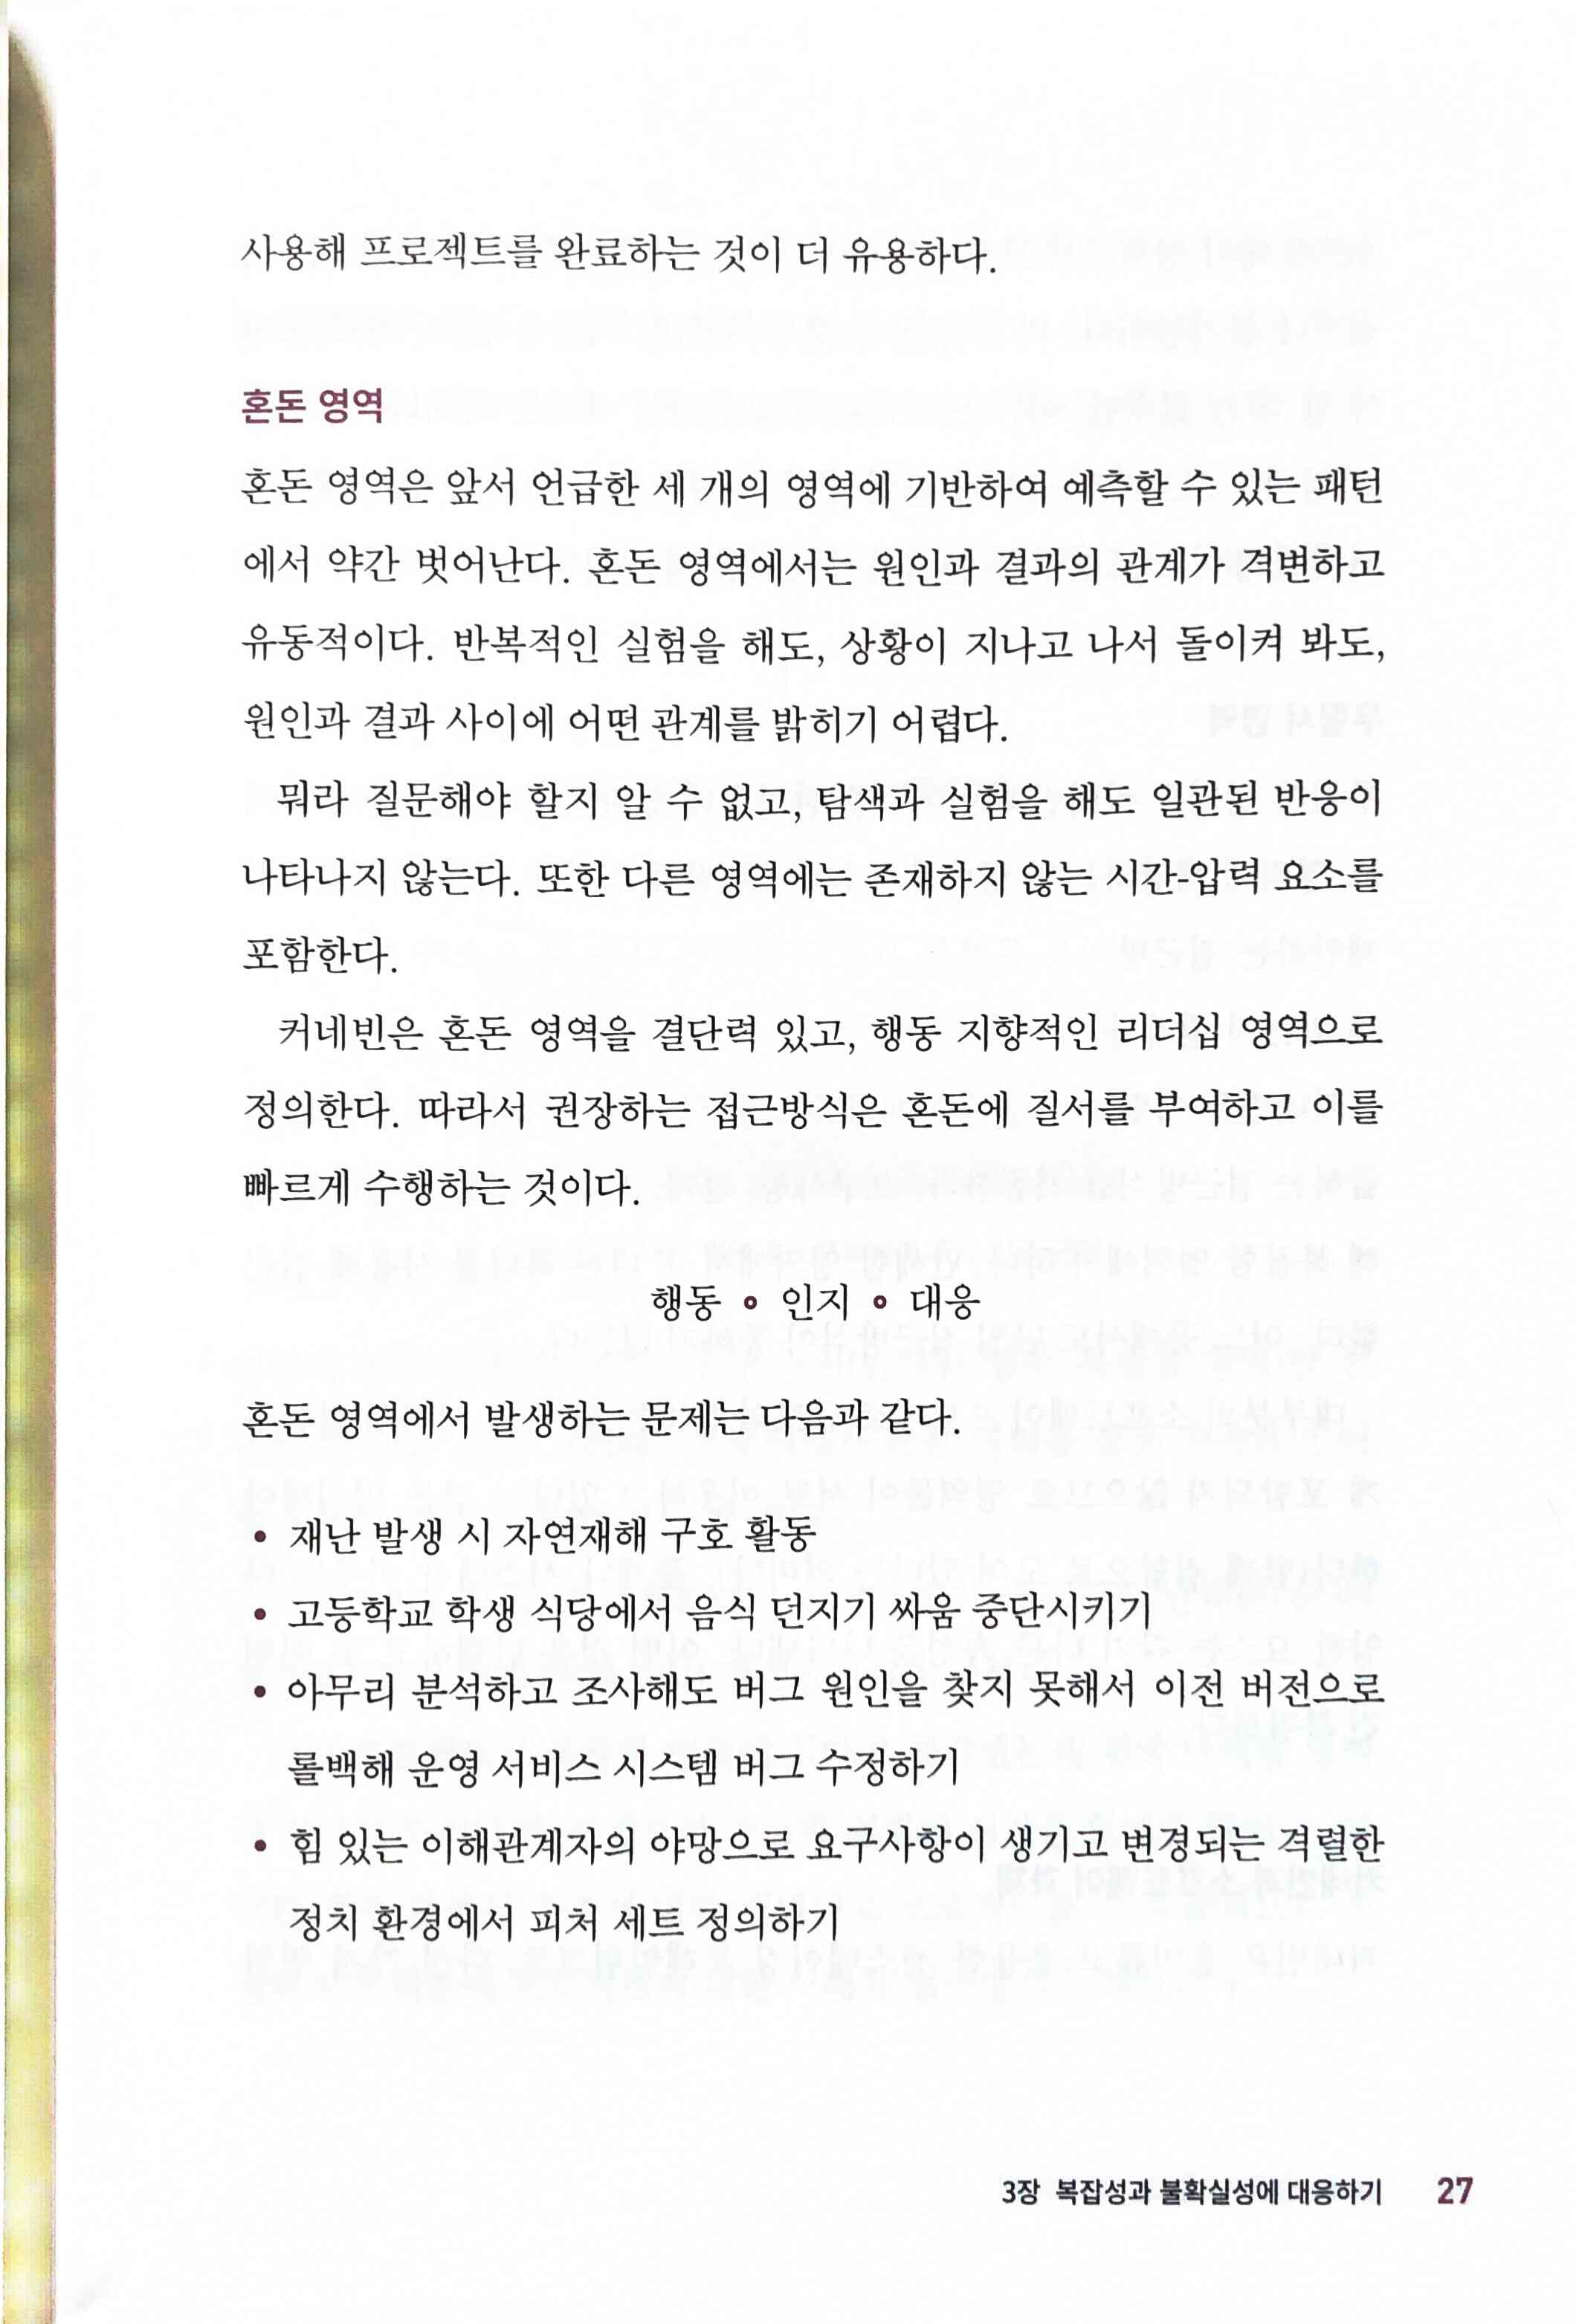 사용해 프로젝트를 완료하는 것이 더 유용하다.
혼돈 영역
혼돈 영역은 앞서 언급한 세 개의 영역에 기반하여 예측할 수 있는 패턴
에서 약간 벗어난다. 혼돈 영역에서는 원인과 결과의 관계가 격변하고
유동적이다. 반복적인 실험을 해도, 상황이 지나고 나서 돌이켜 봐도,
원인과 결과 사이에 어떤 관계를 밝히기 어렵다.
뭐라 질문해야 할지 알 수 없고, 탐색과 실험을 해도 일관된 반응이
나타나지 않는다. 또한 다른 영역에는 존재하지 않는 시간-압력 요소를
포함한다.
커네빈은 혼돈 영역을 결단력 있고, 행동 지향적인 리더십 영역으로
정의한다. 따라서 권장하는 접근방식은 혼돈에 질서를 부여하고 이를
빠르게 수행하는 것이다.
행동 ∘ 인지 ∘ 대응
혼돈 영역에서 발생하는 문제는 다음과 같다.
• 재난 발생 시 자연재해 구호 활동
• 고등학교 학생 식당에서 음식 던지기 싸움 중단시키기
• 아무리 분석하고 조사해도 버그 원인을 찾지 못해서 이전 버전으로
롤백해 운영 서비스 시스템 버그 수정하기
• 힘 있는 이해관계자의 야망으로 요구사항이 생기고 변경되는 격렬한
정치 환경에서 피처 세트 정의하기
3장 복잡성과 불확실성에 대응하기 27